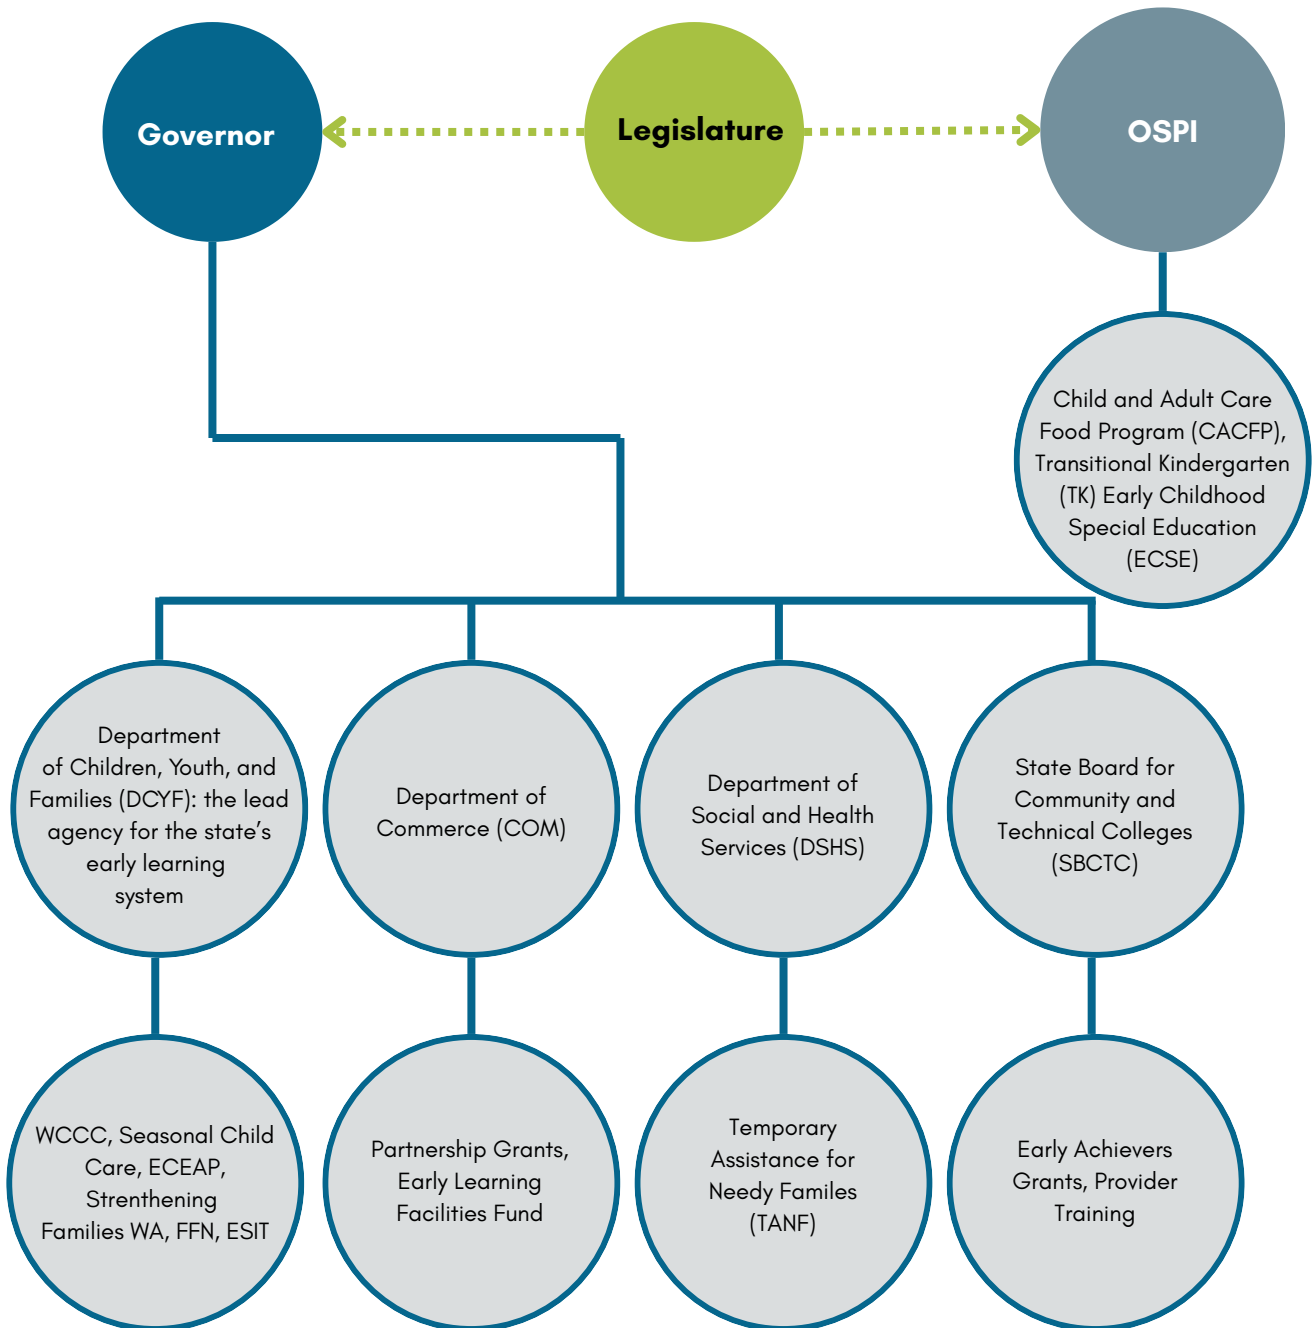 Governor
Legislature
OSPI
Child and Adult Care
Food Program (CACFP),
Transitional Kindergarten
(TK) Early Childhood
Special Education
(ECSE)
Department
of Children, Youth, and
Families (DCYF): the lead
agency for the state's
early learning
system
Department of
Commerce (COM)
Department of
Social and Health
Services (DSHS)
State Board for
Community and
Technical Colleges
(SBCTC)
WCCC, Seasonal Child
Care, ECEAP,
Strenthening
Families WA, FFN, ESIT
Partnership Grants,
Early Learning
Facilities Fund
Temporary
Assistance for
Needy Familes
(TANF)
Early Achievers
Grants, Provider
Training